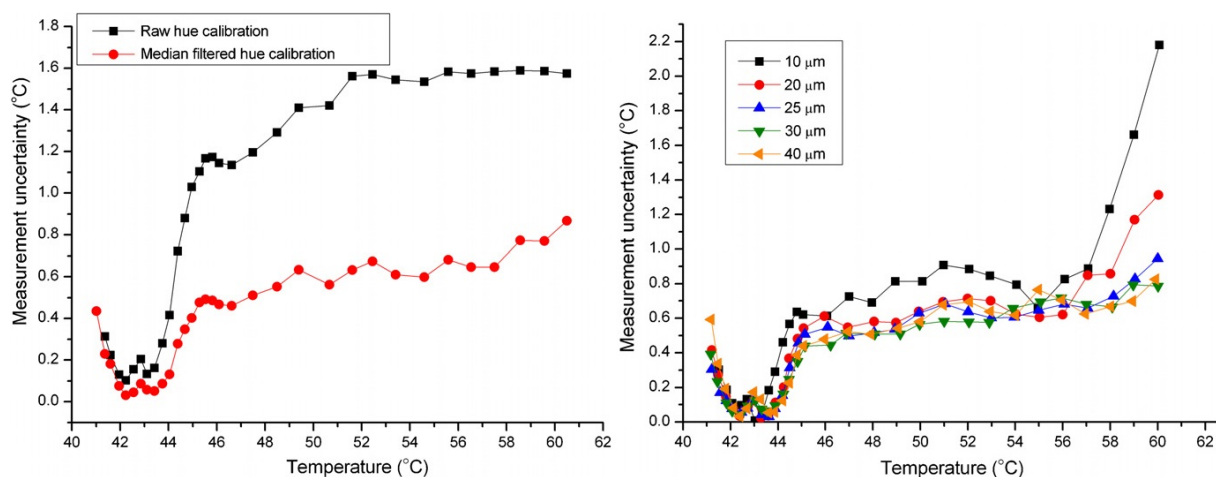 Raw hue calibration
Median filtered hue calibration
Measurement uncertainty (°C)
1.8
1.6
1.4
1.2
1.0
0.8
0.6
0.4
0.2
0.0
40 42 44 46 48 50 52 54 56 58 60 62
Temperature (°C)
10 μm
20 μm
25 μm
30 μm
40 μm
Measurement uncertainty (°C)
2.2
2.0
1.8
1.6
1.4
1.2
1.0
0.8
0.6
0.4
0.2
0.0
40 42 44 46 48 50 52 54 56 58 60 62
Temperature (°C)